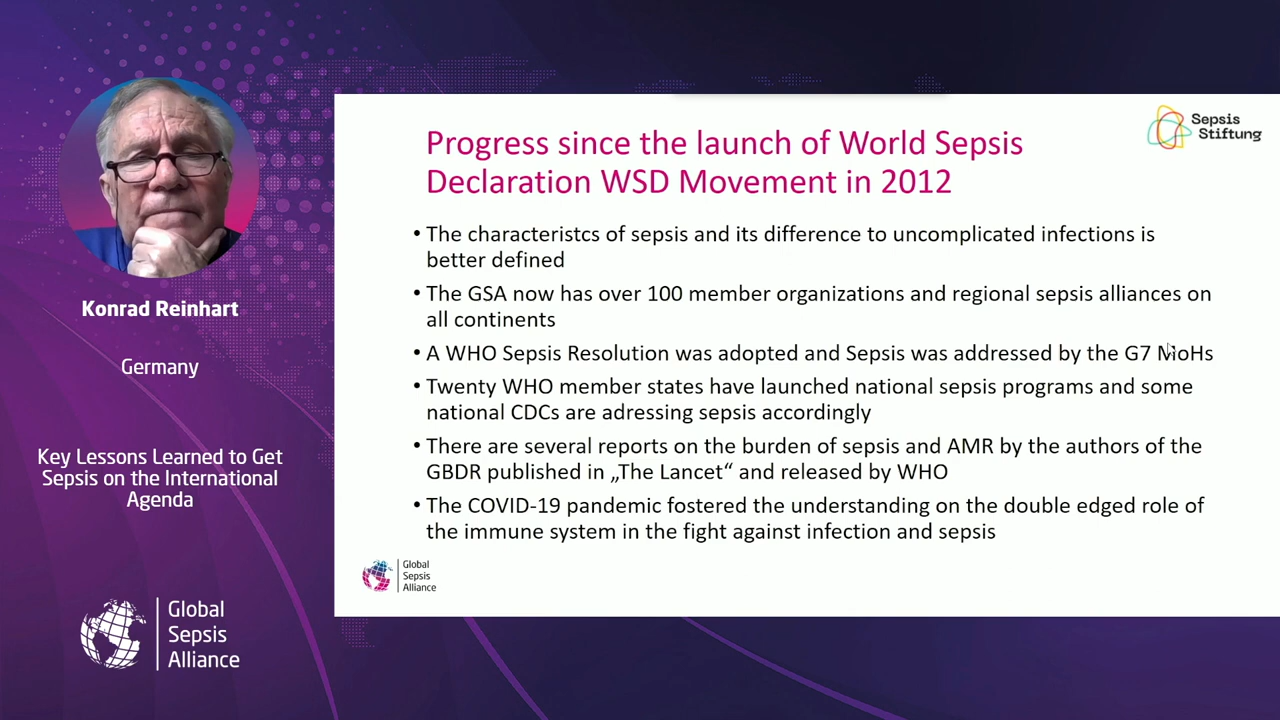 Konrad Reinhart
Germany
Key Lessons Learned to Get
Sepsis on the International
Agenda
Global
Sepsis
Alliance
Sepsis
Stiftung
Progress since the launch of World Sepsis
Declaration WSD Movement in 2012
• The characteristcs of sepsis and its difference to uncomplicated infections is
better defined
• The GSA now has over 100 member organizations and regional sepsis alliances on
all continents
• A WHO Sepsis Resolution was adopted and Sepsis was addressed by the G7 MoHs
• Twenty WHO member states have launched national sepsis programs and some
national CDCs are adressing sepsis accordingly
• There are several reports on the burden of sepsis and AMR by the authors of the
GBDR published in „The Lancet“ and released by WHO
• The COVID-19 pandemic fostered the understanding on the double edged role of
the immune system in the fight against infection and sepsis
Global
Sepsis
Alliance